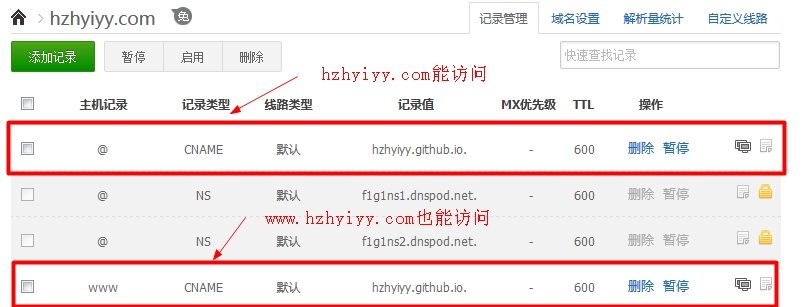 hzhyiyy.com 免 记录管理 域名设置 解析量统计 自定义线路
添加记录 暂停 启用 删除 快速查找记录
hzhyiyy.com能访问
主机记录 记录类型 线路类型 记录值 MX优先级 TTL 操作
@ CNAME 默认 hzhyiyy.github.io. - 600 删除 暂停
@ NS 默认 f1g1ns1.dnspod.net. - 600 删除 暂停
www.hzhyiyy.com也能访问
@ NS 默认 f1g1ns2.dnspod.net. - 600 删除 暂停
www CNAME 默认 hzhyiyy.github.io. - 600 删除 暂停